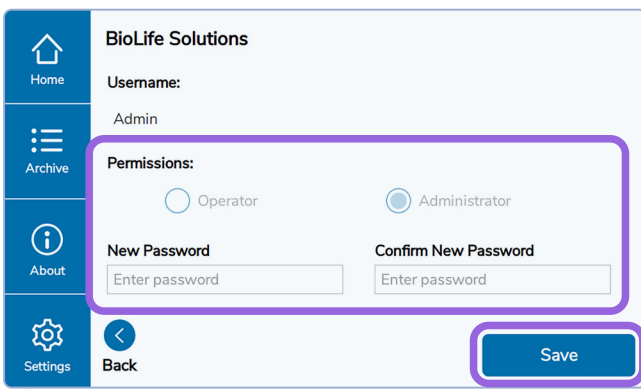 Home
Archive
About
Settings
BioLife Solutions
Username:
Admin
Permissions:
Operator Administrator
New Password Confirm New Password
Enter password Enter password
Back
Save